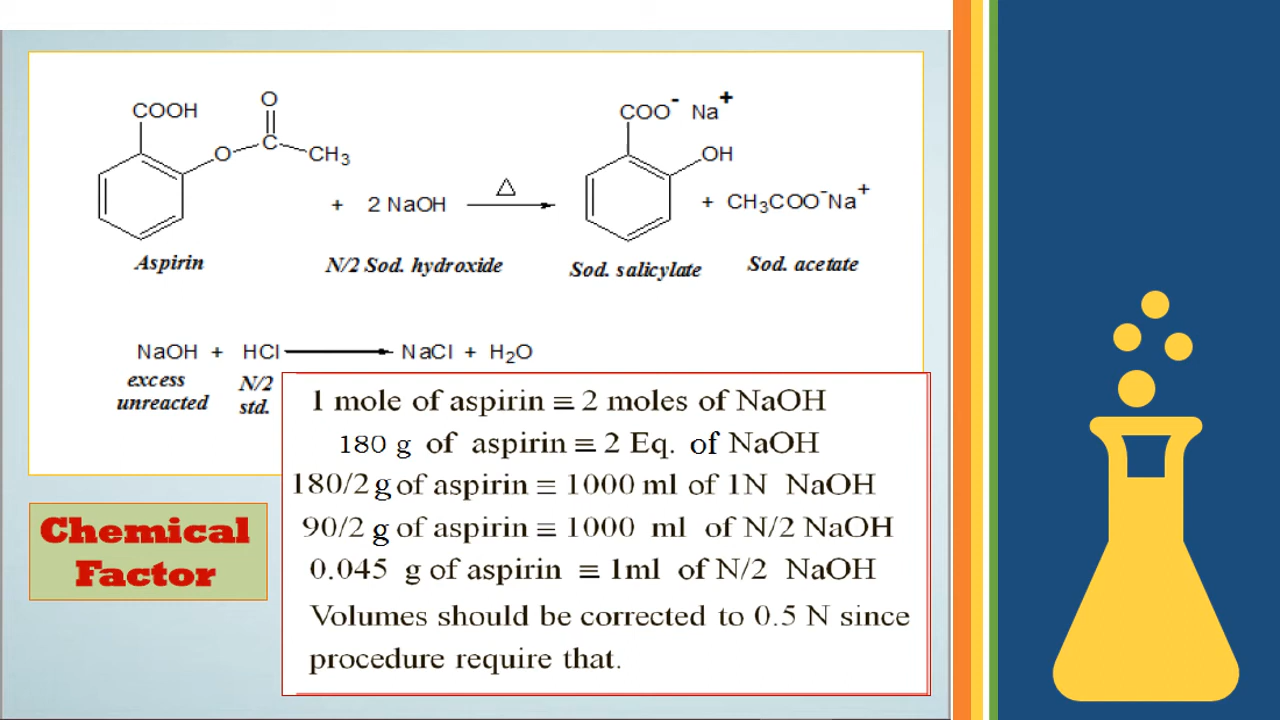 COOH
O
C
O
CH3
+ 2 NaOH
△
COO- Na+
OH
+ CH3COO-Na+
Aspirin
N/2 Sod. hydroxide
Sod. salicylate
Sod. acetate
NaOH + HCl → NaCl + H2O
excess unreacted
N/2 std.
1 mole of aspirin ≡ 2 moles of NaOH
180 g of aspirin ≡ 2 Eq. of NaOH
180/2 g of aspirin ≡ 1000 ml of 1N NaOH
90/2 g of aspirin ≡ 1000 ml of N/2 NaOH
0.045 g of aspirin ≡ 1ml of N/2 NaOH
Volumes should be corrected to 0.5 N since
procedure require that.
Chemical
Factor